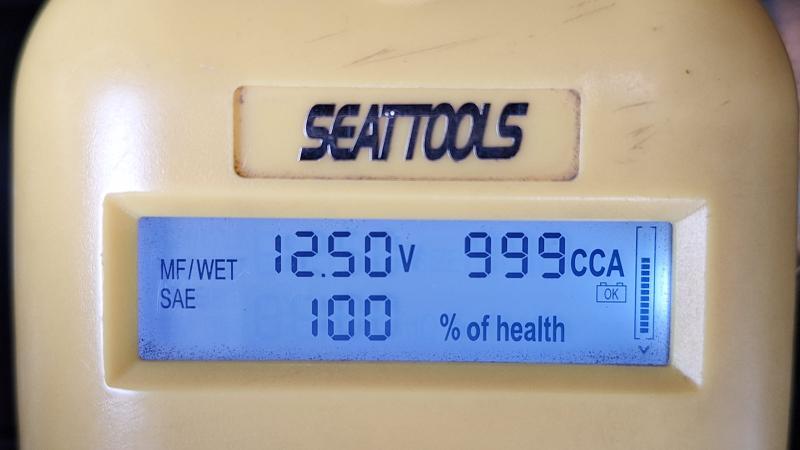 SEATTOOLS
MF/WET 12.50V 999CCA
SAE OK
100 % of health